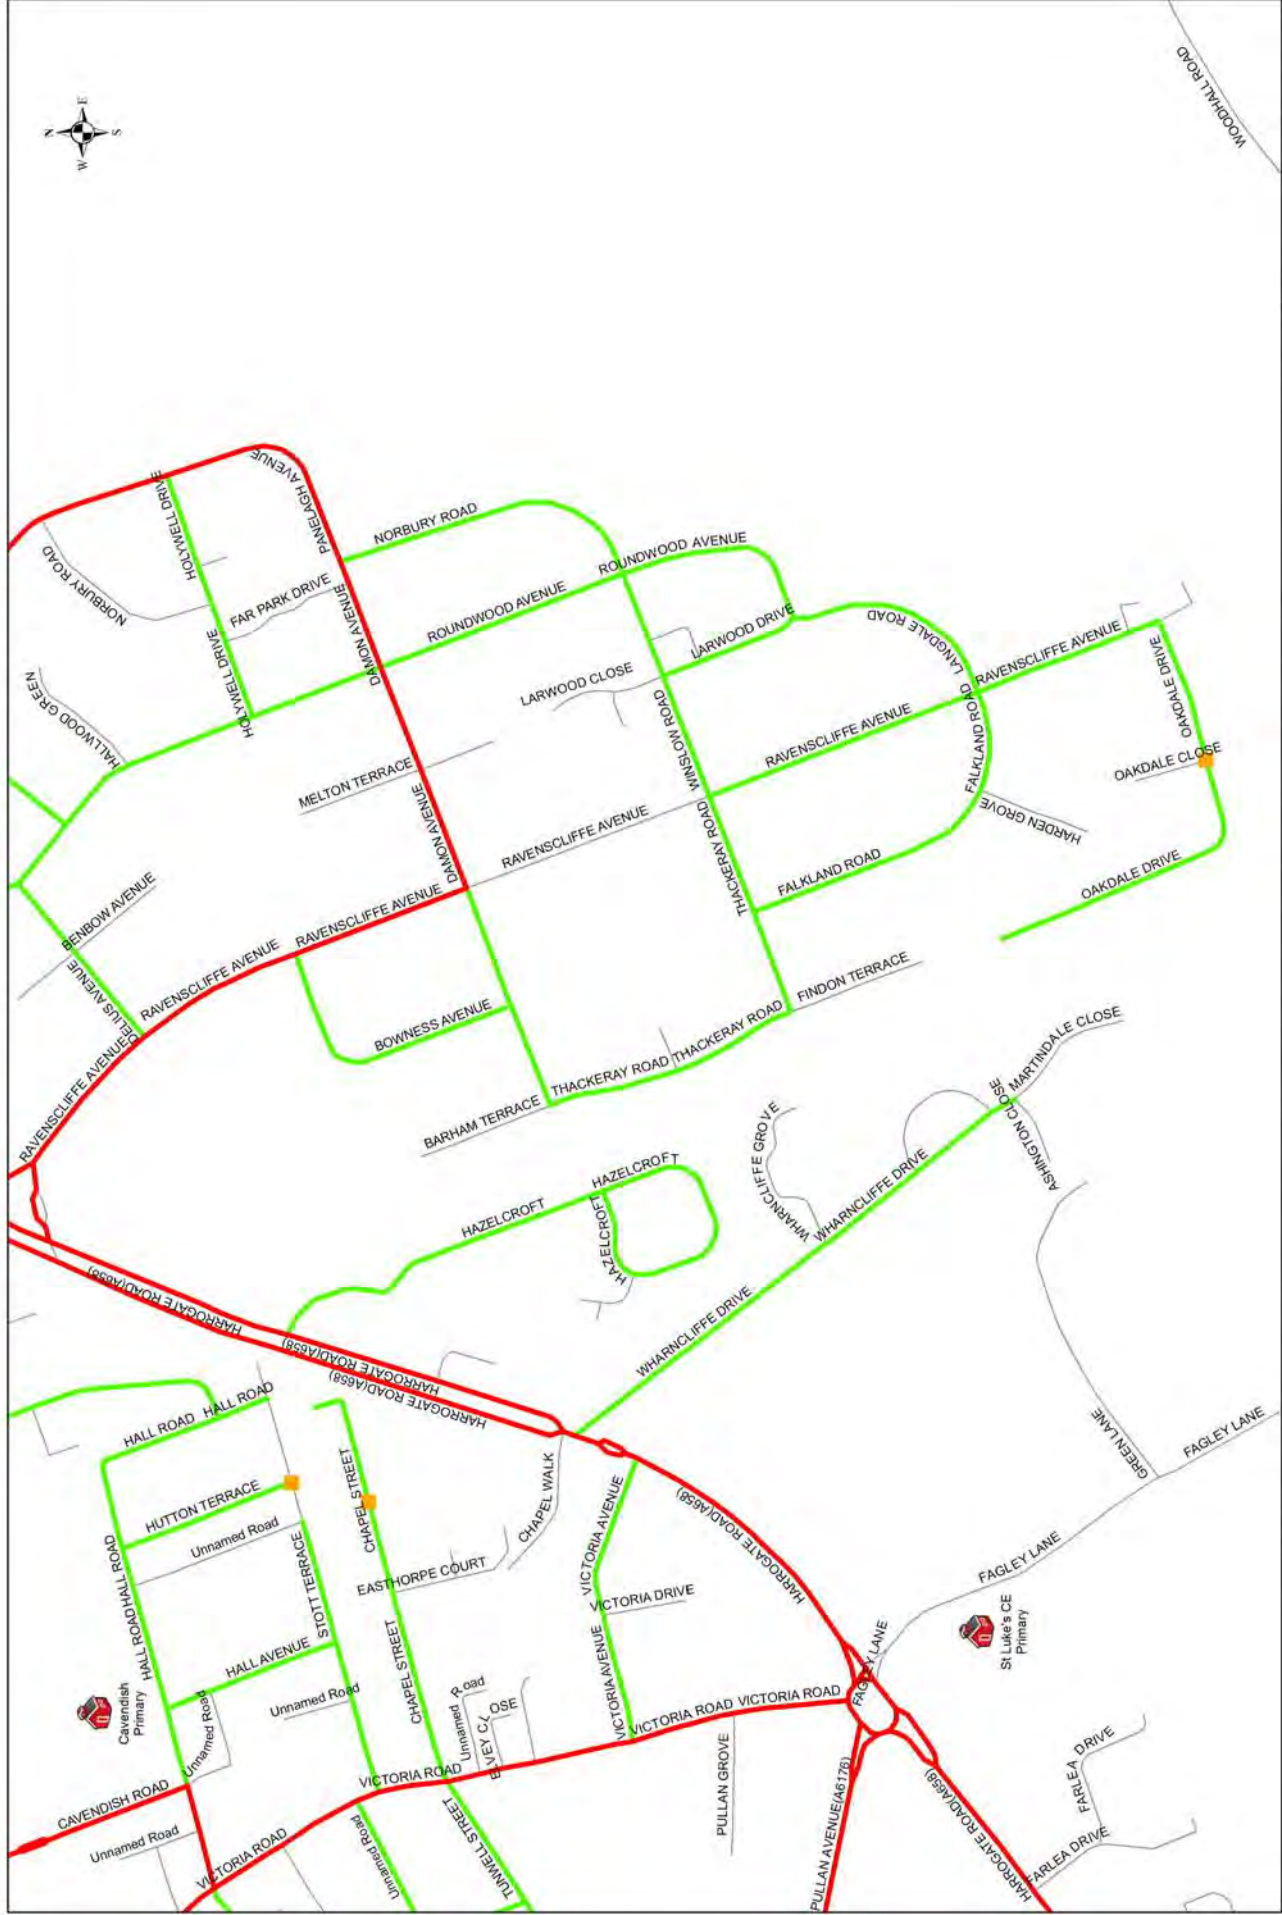 N
E
W
S
WOODHALL ROAD
PANELAGH AVENUE
HOLYWELL DRIVE
HOLYWELL DRIVE
HOLYWELL DRIVE
NORBURY ROAD
NORBURY ROAD
FAR PARK DRIVE
HALLWOOD GREEN
DAMON AVENUE
DAMON AVENUE
ROUNDWOOD AVENUE
ROUNDWOOD AVENUE
LARWOOD DRIVE
LARWOOD CLOSE
LANGDALE ROAD
MELTON TERRACE
WINSLOW ROAD
RAVENSCLIFFE AVENUE
RAVENSCLIFFE AVENUE
RAVENSCLIFFE AVENUE
RAVENSCLIFFE AVENUE
RAVENSCLIFFE AVENUE
RAVENSCLIFFE AVENUE
OAKDALE DRIVE
OAKDALE CLOSE
OAKDALE DRIVE
FALKLAND ROAD
FALKLAND ROAD
HARDEN GROVE
THACKERAY ROAD
THACKERAY ROAD
THACKERAY ROAD
FINDON TERRACE
BENBOW AVENUE
DELIUS AVENUE
BOWNESS AVENUE
BARHAM TERRACE
HAZELCROFT
HAZELCROFT
HAZELCROFT
WHARNCLIFFE GROVE
WHARNCLIFFE DRIVE
WHARNCLIFFE DRIVE
ASHINGTON CLOSE
MARTINDALE CLOSE
GREEN LANE
FAGLEY LANE
FAGLEY LANE
FAGLEY LANE
HARROGATE ROAD(A658)
HARROGATE ROAD(A658)
HARROGATE ROAD(A658)
HARROGATE ROAD(A658)
HARROGATE ROAD(A658)
HALL ROAD
HALL ROAD
HALL ROAD
HALL ROAD
HUTTON TERRACE
Unnamed Road
STOTT TERRACE
HALL AVENUE
Unnamed Road
Unnamed Road
CHAPEL STREET
CHAPEL STREET
EASTHORPE COURT
CHAPEL WALK
VICTORIA AVENUE
VICTORIA AVENUE
VICTORIA DRIVE
Cavendish
Primary
St Luke's CE
Primary
CAVENDISH ROAD
Unnamed Road
VICTORIA ROAD
VICTORIA ROAD
VICTORIA ROAD
VICTORIA ROAD
Unnamed Road
Unnamed Road
TUNWELL STREET
PULLAN GROVE
PULLAN AVENUE(A6176)
FARLEA DRIVE
FARLEA DRIVE